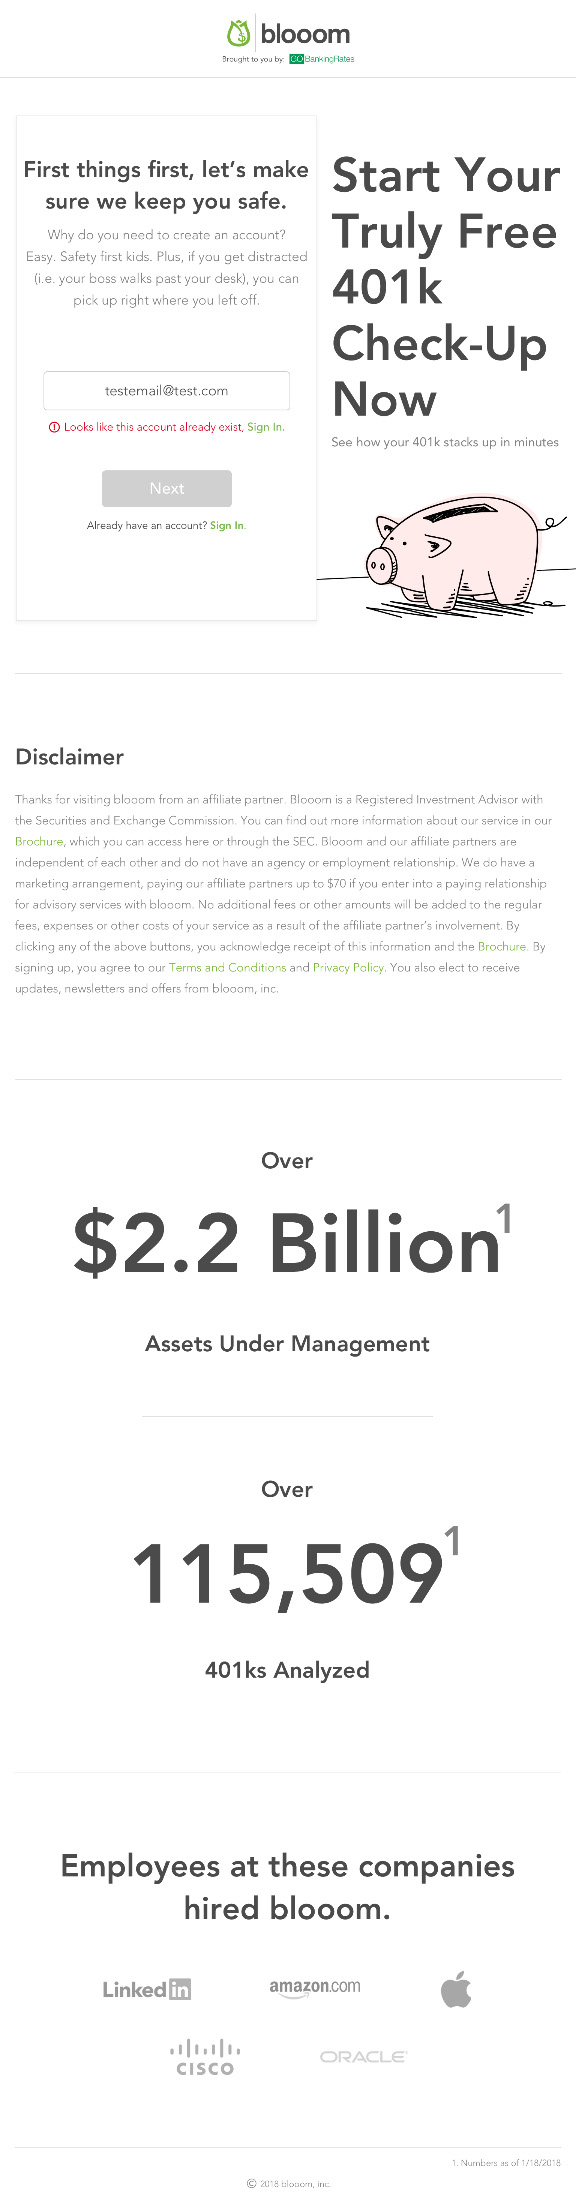 blooom
Brought to you by: GOBankingRates
First things first, let's make
sure we keep you safe.
Why do you need to create an account?
Easy. Safety first kids. Plus, if you get distracted
(i.e. your boss walks past your desk), you can
pick up right where you left off.
testemail@test.com
Looks like this account already exist, Sign In.
Next
Already have an account? Sign In.
Start Your
Truly Free
401k
Check-Up
Now
See how your 401k stacks up in minutes
Disclaimer
Thanks for visiting blooom from an affiliate partner. Blooom is a Registered Investment Advisor with
the Securities and Exchange Commission. You can find out more information about our service in our
Brochure, which you can access here or through the SEC. Blooom and our affiliate partners are
independent of each other and do not have an agency or employment relationship. We do have a
marketing arrangement, paying our affiliate partners up to $70 if you enter into a paying relationship
for advisory services with blooom. No additional fees or other amounts will be added to the regular
fees, expenses or other costs of your service as a result of the affiliate partner's involvement. By
clicking any of the above buttons, you acknowledge receipt of this information and the Brochure. By
signing up, you agree to our Terms and Conditions and Privacy Policy. You also elect to receive
updates, newsletters and offers from blooom, inc.
Over
$2.2 Billion1
Assets Under Management
Over
115,5091
401ks Analyzed
Employees at these companies
hired blooom.
Linkedin
amazon.com
CISCO
ORACLE
1. Numbers as of 1/18/2018
© 2018 blooom, inc.